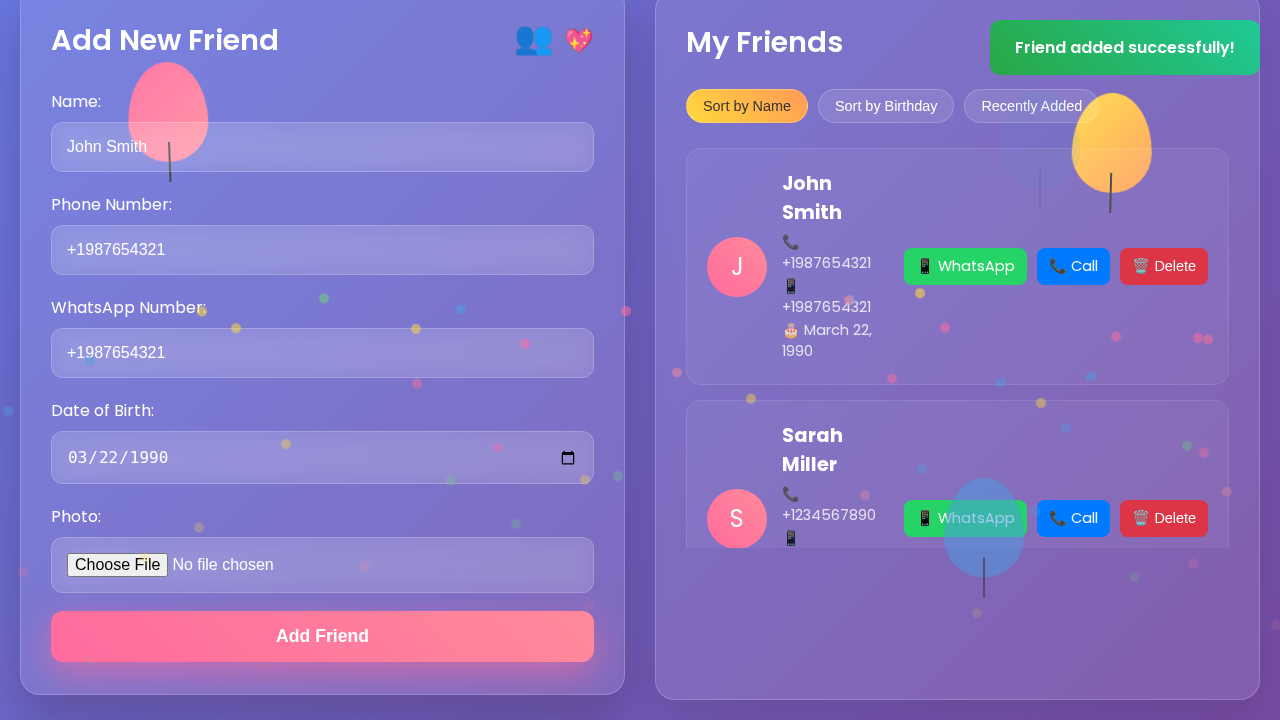 Add New Friend
Name:
John Smith
Phone Number:
+1987654321
WhatsApp Number:
+1987654321
Date of Birth:
03/22/1990
Photo:
Choose File No file chosen
Add Friend
My Friends
Friend added successfully!
Sort by Name
Sort by Birthday
Recently Added
J
John
Smith
+1987654321
+1987654321
March 22,
1990
WhatsApp
Call
Delete
S
Sarah
Miller
+1234567890
WhatsApp
Call
Delete